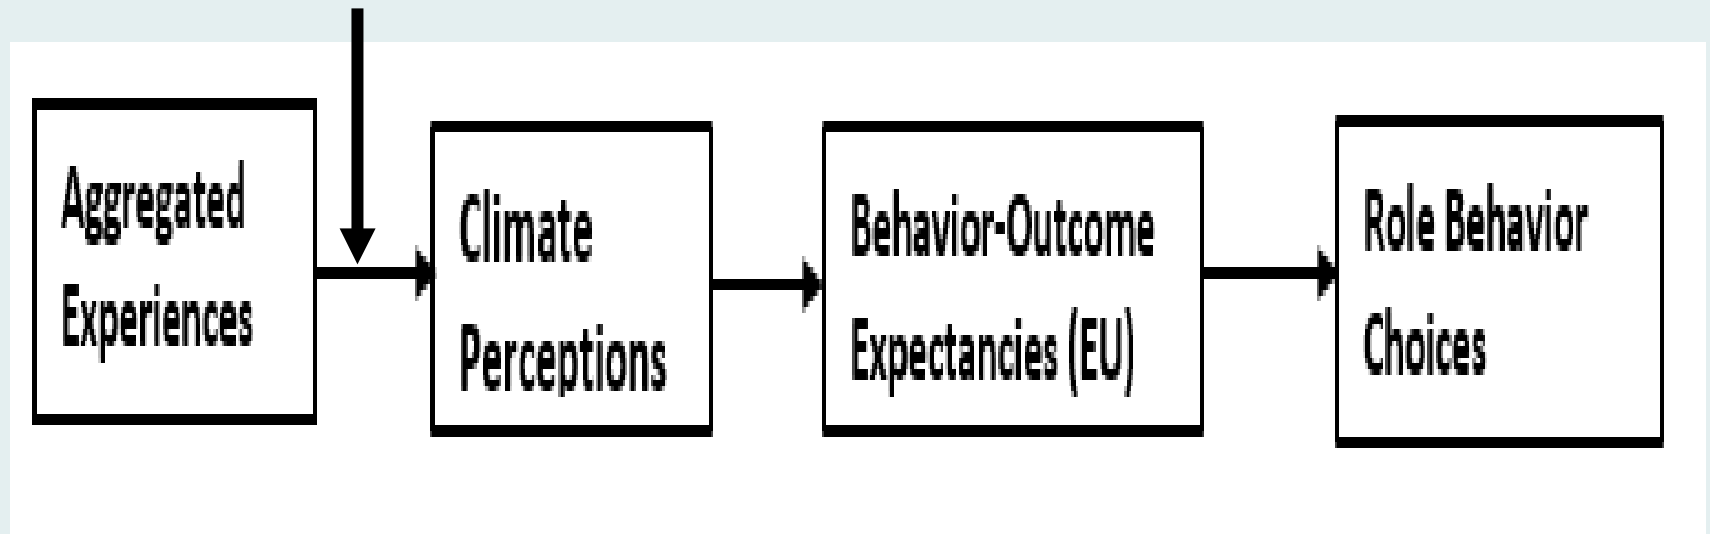 Aggregated
Experiences
Climate
Perceptions
Behavior-Outcome
Expectancies (EU)
Role Behavior
Choices